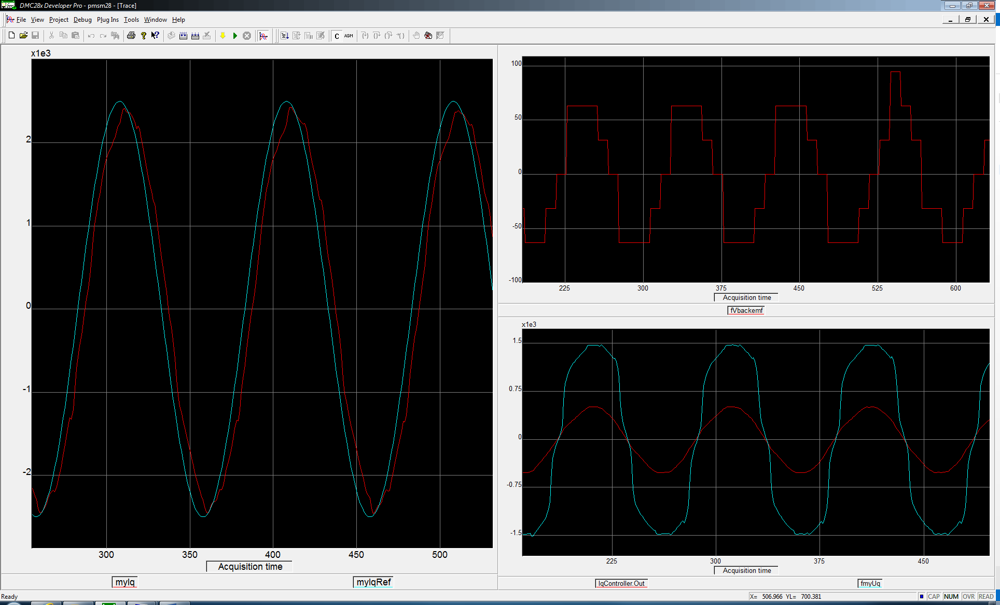 DMC28x Developer Pro - pmsm28 - [Trace]
File View Project Debug Plug Ins Tools Window Help
C ASM
x1e3
2
1
0
-1
-2
300 350 400 450 500
Acquisition time
myIq myIqRef
100
50
0
-50
-100
225 300 375 450 525 600
Acquisition time
fVbackemf
x1e3
1.5
0.75
0
-0.75
-1.5
225 300 375 450
Acquisition time
IqController.Out fmyUq
Ready
X= 506.966 YL= 700.381
CAP NUM OVR READ